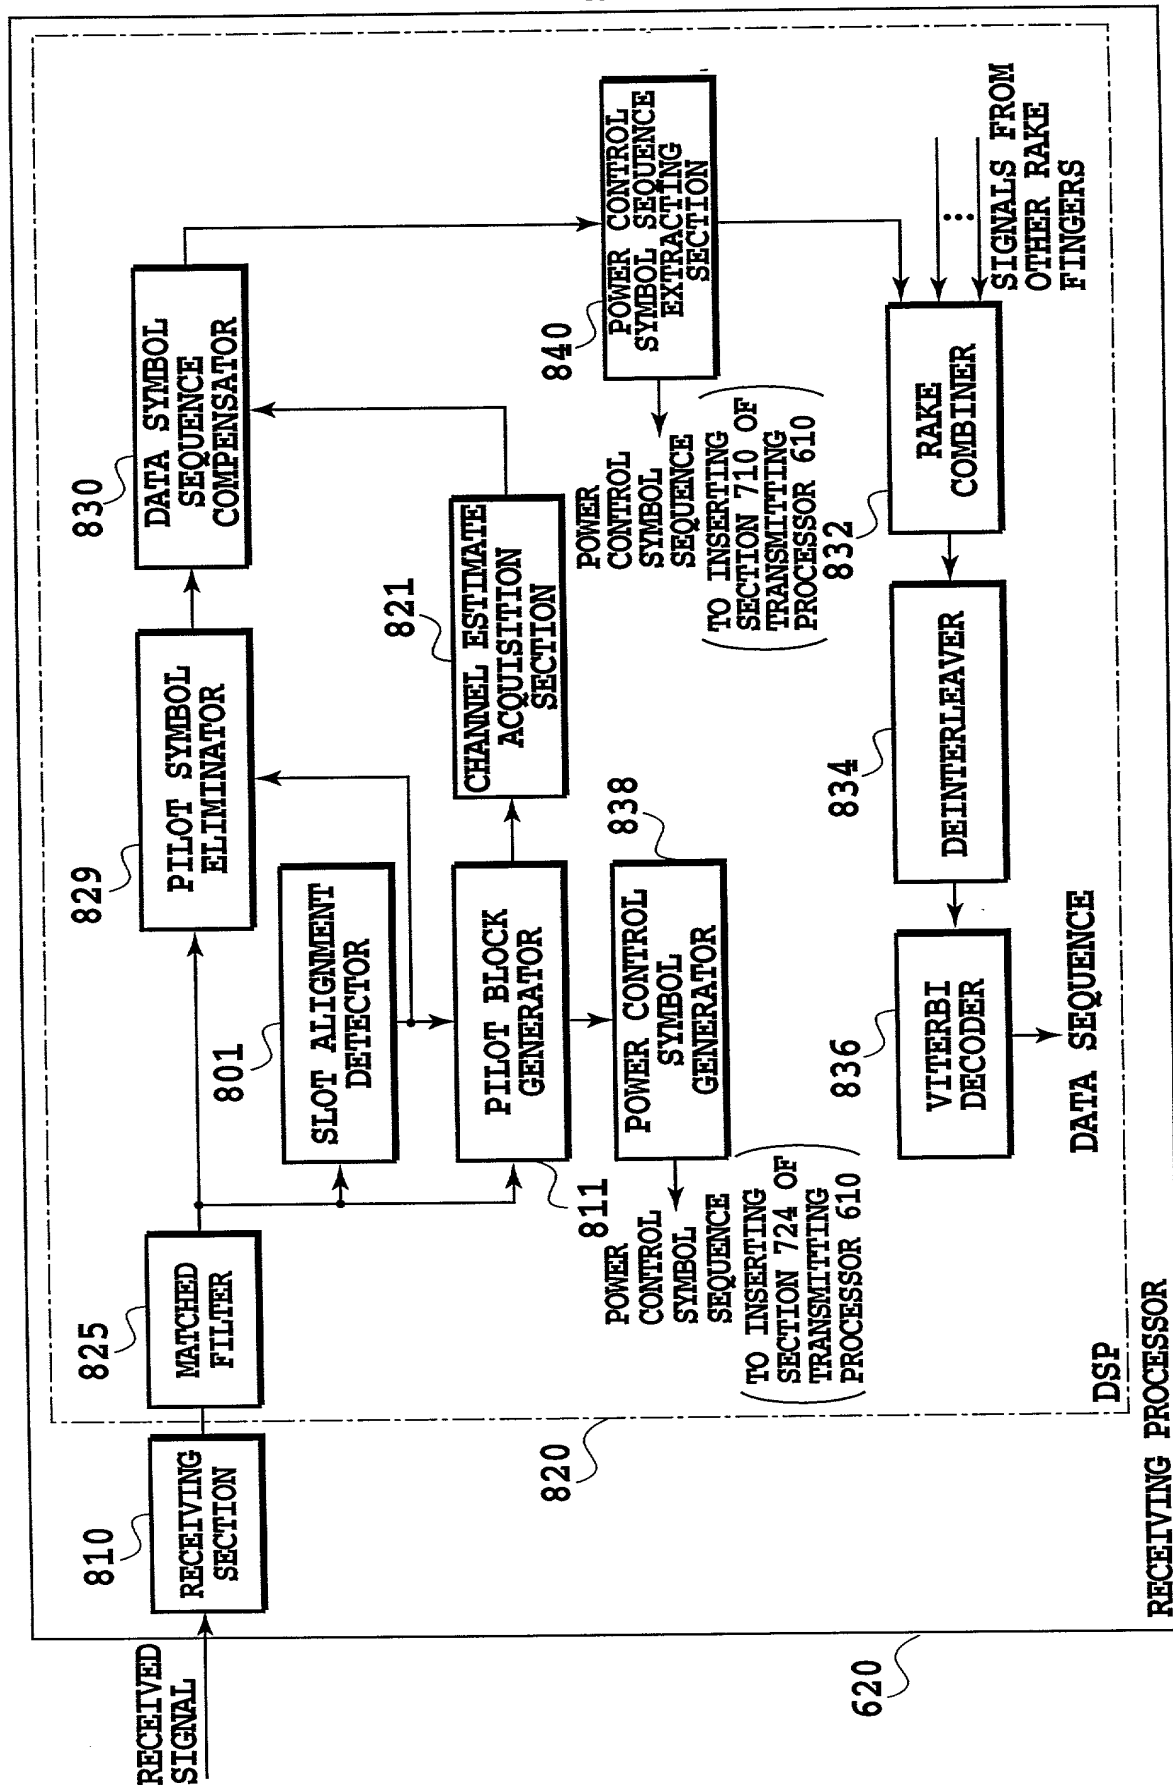 RECEIVED
SIGNAL
810
RECEIVING
SECTION
825
MATCHED
FILTER
829
PILOT SYMBOL
ELIMINATOR
830
DATA SYMBOL
SEQUENCE
COMPENSATOR
801
SLOT ALIGNMENT
DETECTOR
811
PILOT BLOCK
GENERATOR
821
CHANNEL ESTIMATE
ACQUISITION
SECTION
838
POWER CONTROL
SYMBOL
GENERATOR
POWER
CONTROL
SYMBOL
SEQUENCE
(TO INSERTING
SECTION 724 OF
TRANSMITTING
PROCESSOR 610)
840
POWER CONTROL
SYMBOL SEQUENCE
EXTRACTING
SECTION
POWER
CONTROL
SYMBOL
SEQUENCE
(TO INSERTING
SECTION 710 OF
TRANSMITTING
PROCESSOR 610)
832
RAKE
COMBINER
SIGNALS FROM
OTHER RAKE
FINGERS
834
DEINTERLEAVER
836
VITERBI
DECODER
DATA SEQUENCE
820
DSP
620
RECEIVING PROCESSOR